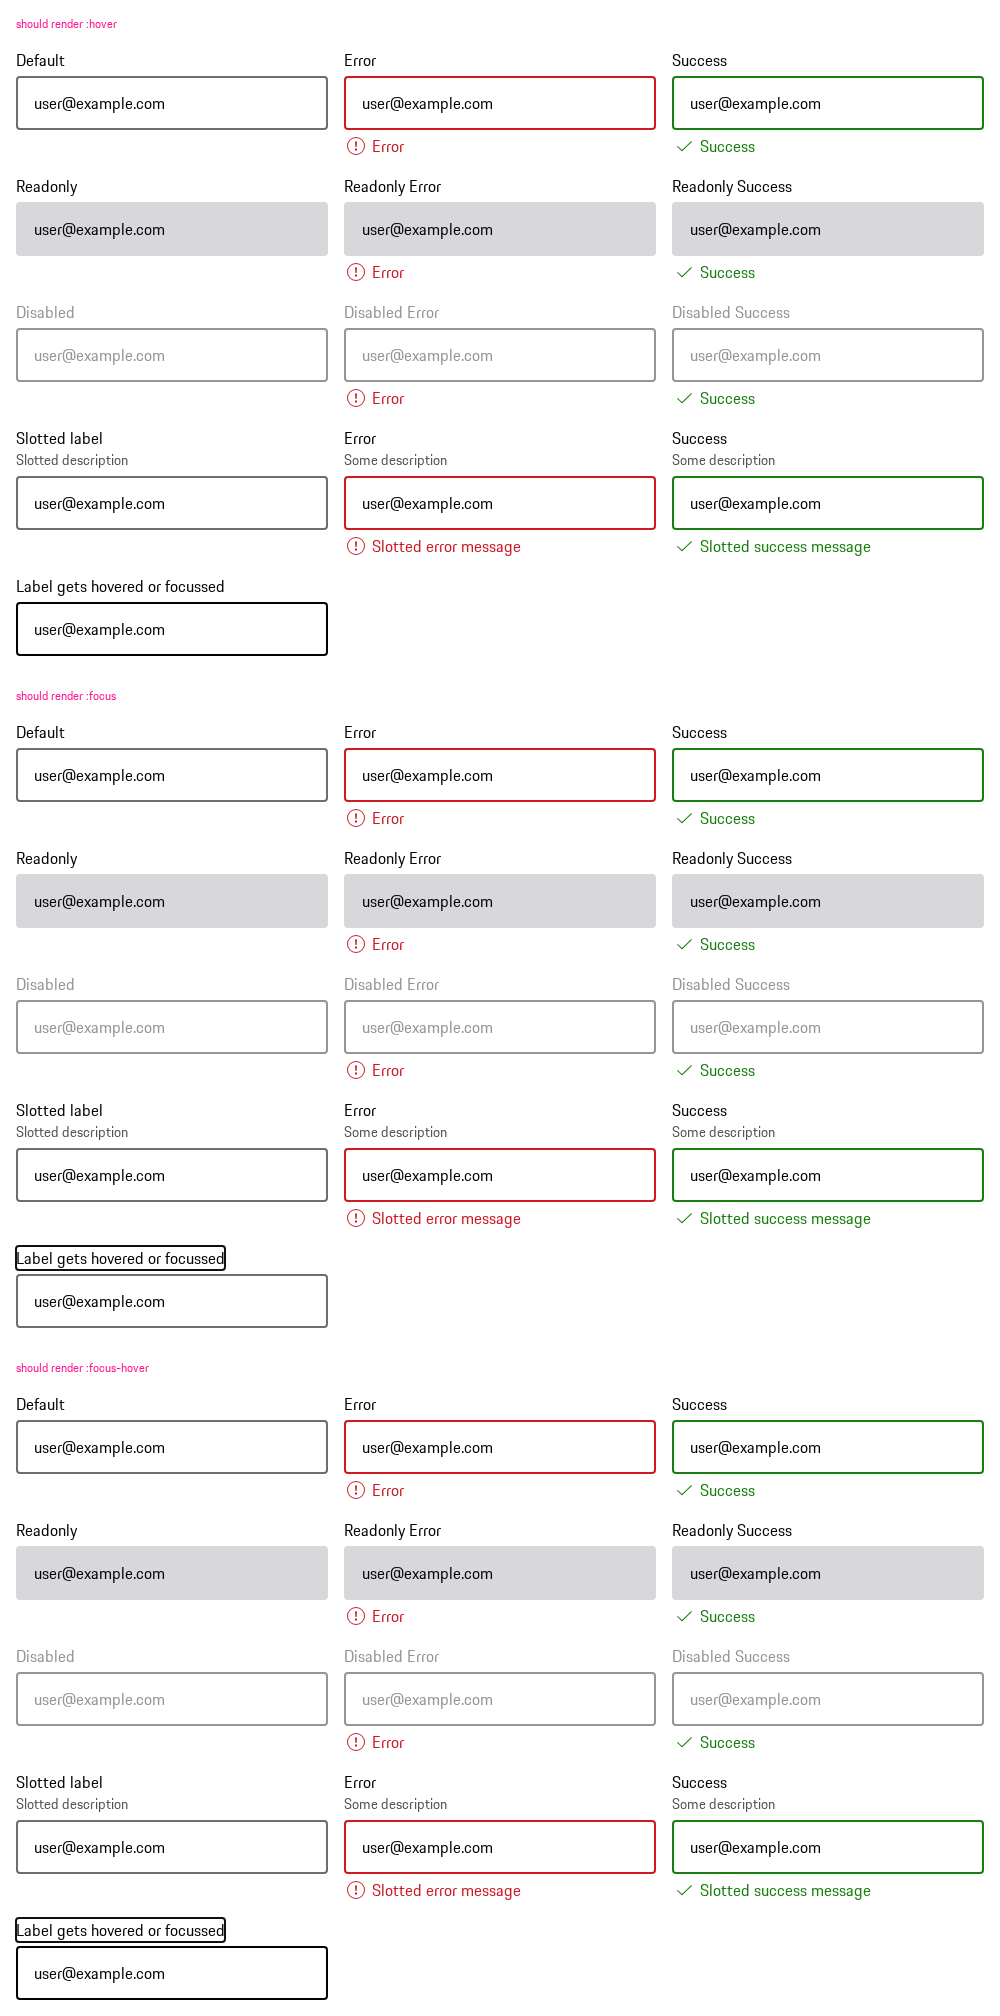 should render :hover
Default Error Success
user@example.com user@example.com user@example.com
Error Success
Readonly Readonly Error Readonly Success
user@example.com user@example.com user@example.com
Error Success
Disabled Disabled Error Disabled Success
user@example.com user@example.com user@example.com
Error Success
Slotted label Error Success
Slotted description Some description Some description
user@example.com user@example.com user@example.com
Slotted error message Slotted success message
Label gets hovered or focussed
user@example.com
should render :focus
Default Error Success
user@example.com user@example.com user@example.com
Error Success
Readonly Readonly Error Readonly Success
user@example.com user@example.com user@example.com
Error Success
Disabled Disabled Error Disabled Success
user@example.com user@example.com user@example.com
Error Success
Slotted label Error Success
Slotted description Some description Some description
user@example.com user@example.com user@example.com
Slotted error message Slotted success message
Label gets hovered or focussed
user@example.com
should render :focus-hover
Default Error Success
user@example.com user@example.com user@example.com
Error Success
Readonly Readonly Error Readonly Success
user@example.com user@example.com user@example.com
Error Success
Disabled Disabled Error Disabled Success
user@example.com user@example.com user@example.com
Error Success
Slotted label Error Success
Slotted description Some description Some description
user@example.com user@example.com user@example.com
Slotted error message Slotted success message
Label gets hovered or focussed
user@example.com